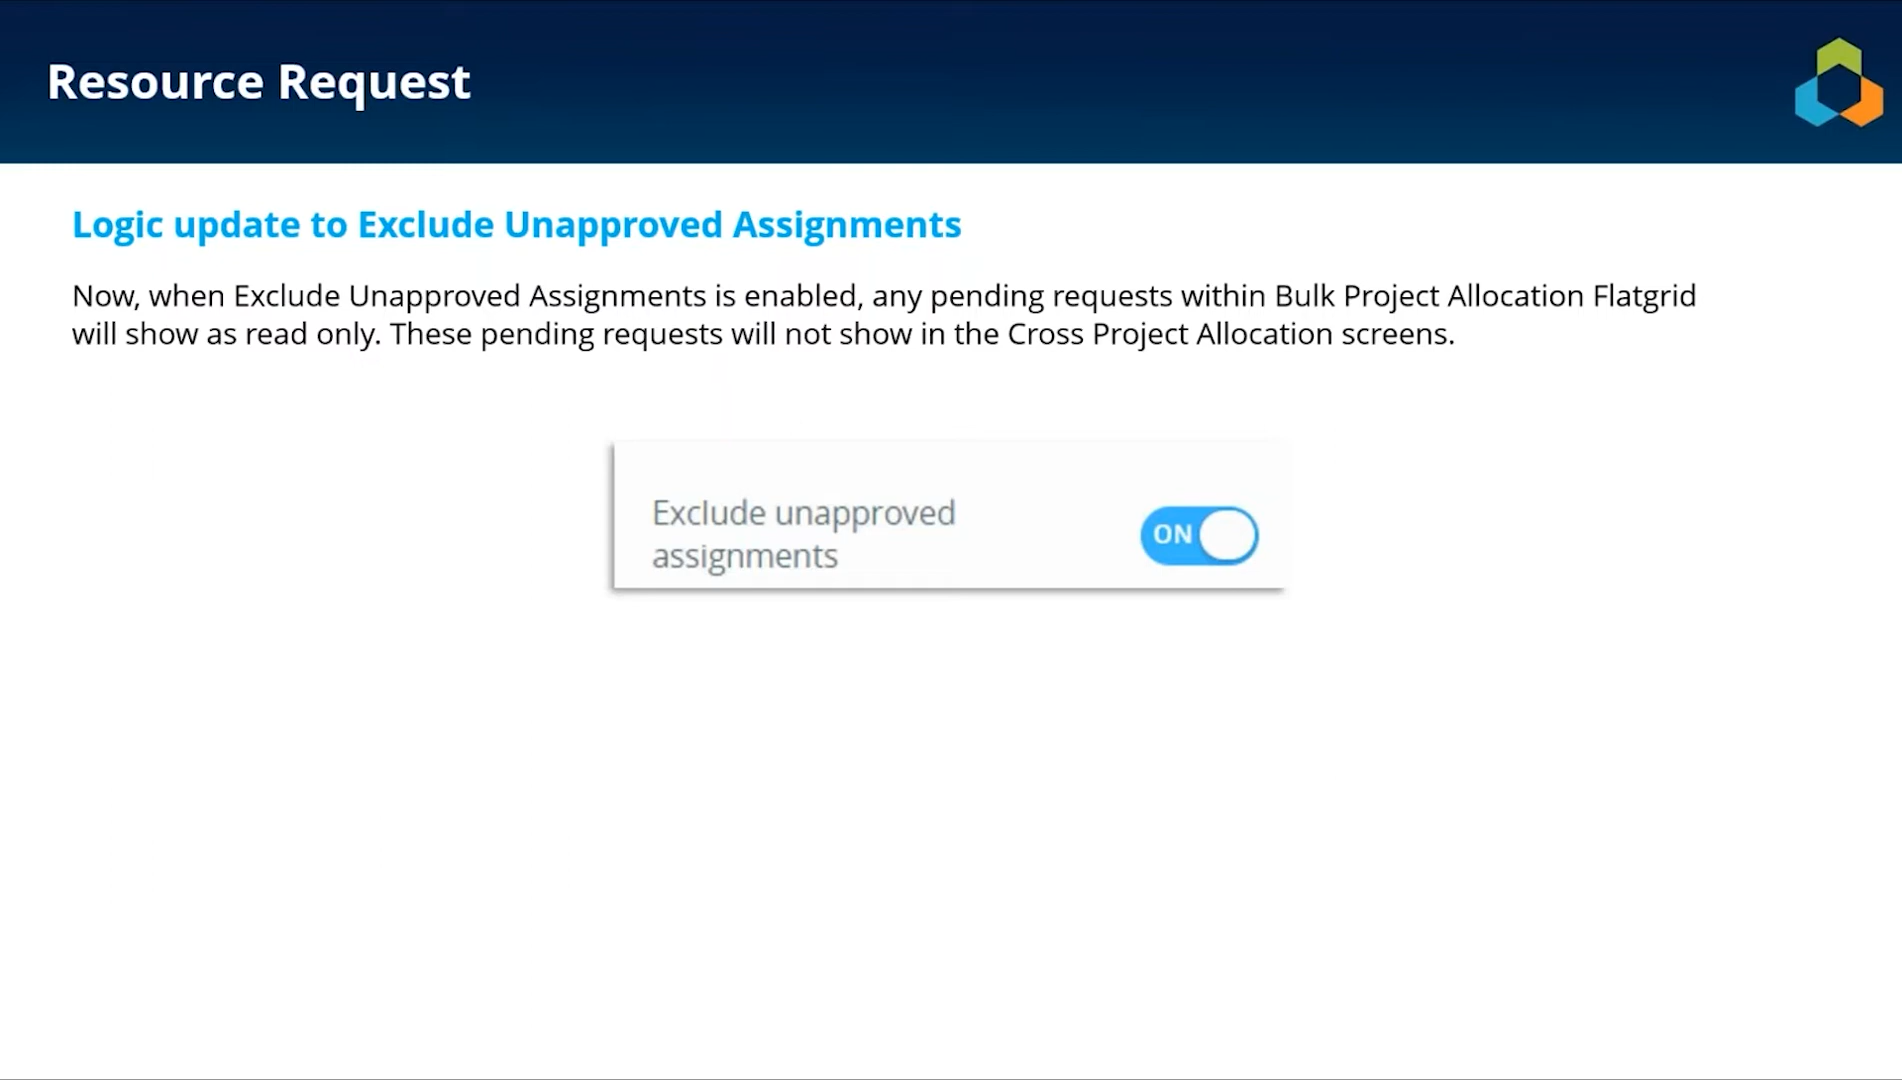 Resource Request
Logic update to Exclude Unapproved Assignments
Now, when Exclude Unapproved Assignments is enabled, any pending requests within Bulk Project Allocation Flatgrid
will show as read only. These pending requests will not show in the Cross Project Allocation screens.
Exclude unapproved
assignments
ON